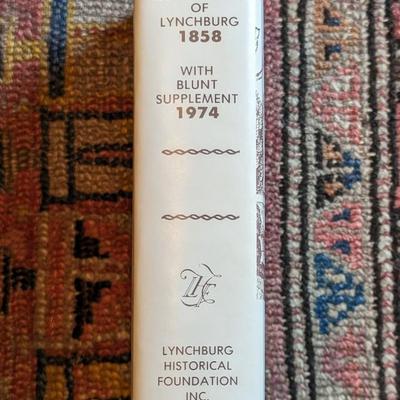 OF
LYNCHBURG
1858
WITH
BLUNT
SUPPLEMENT
1974
LYNCHBURG
HISTORICAL
FOUNDATION
INC.